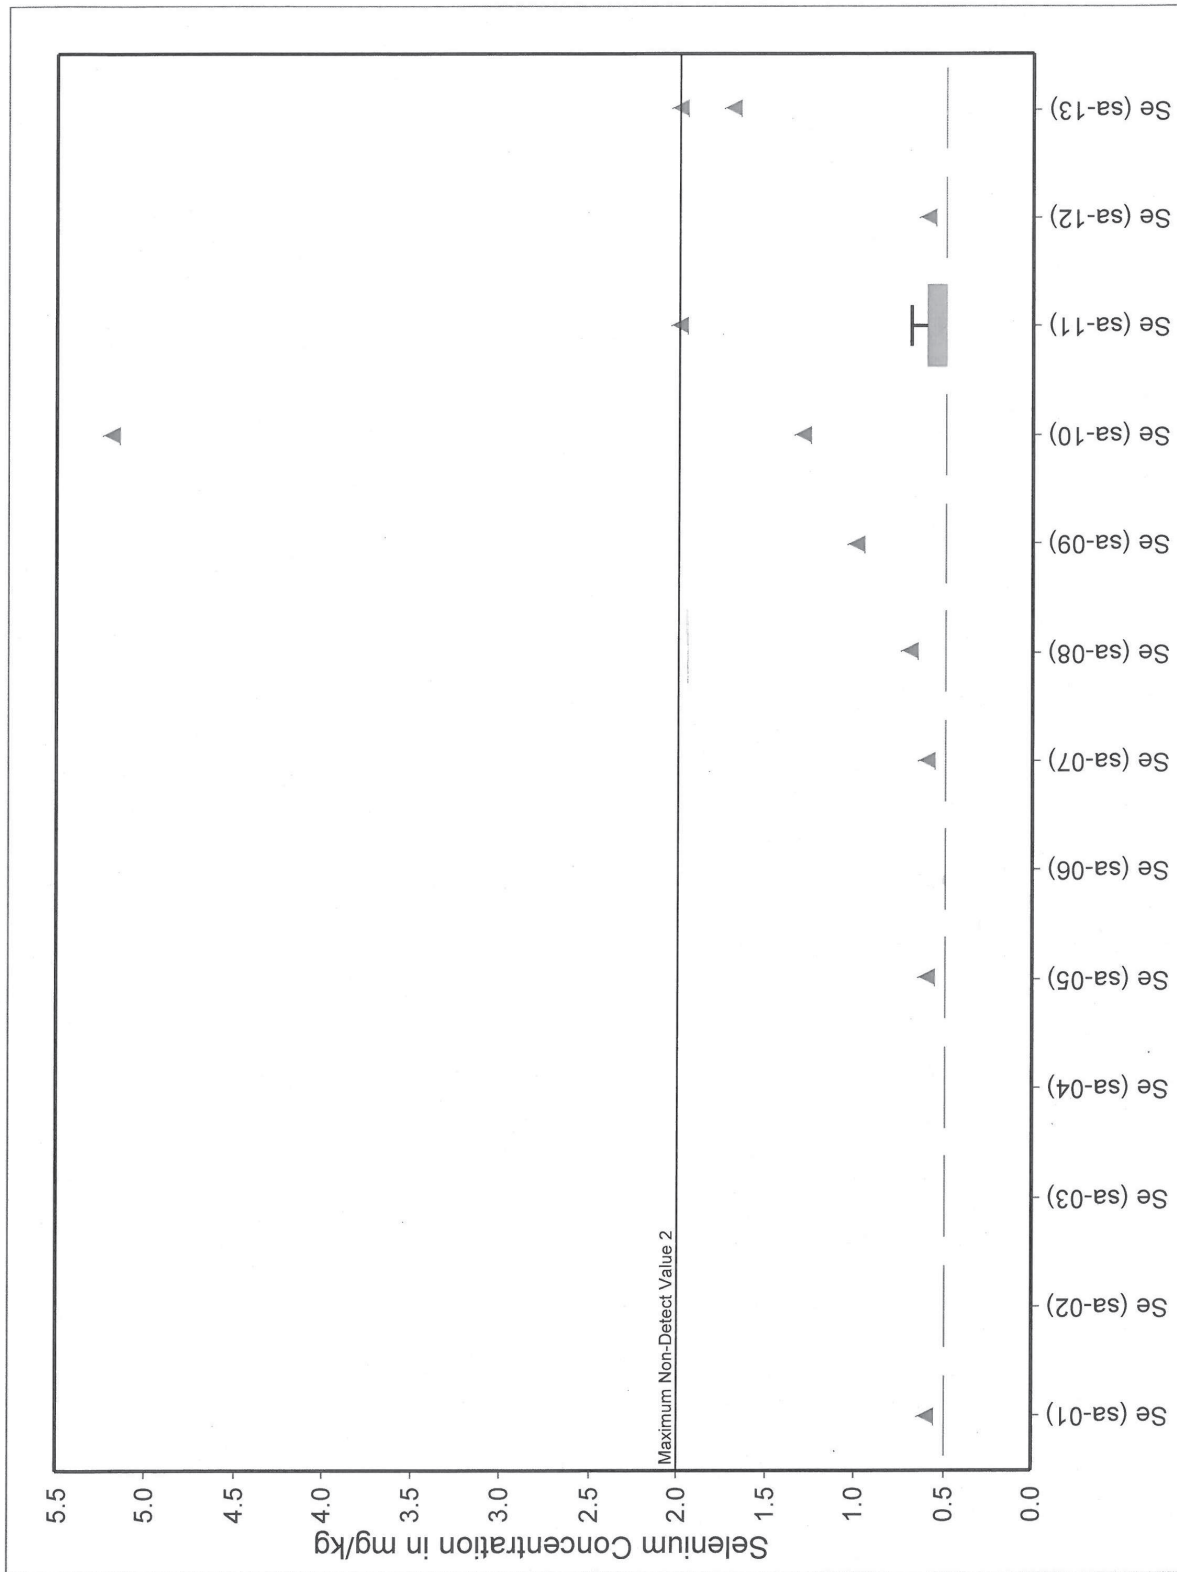 Selenium Concentration in mg/kg
5.5
5.0
4.5
4.0
3.5
3.0
2.5
2.0
1.5
1.0
0.5
0.0
Maximum Non-Detect Value 2
Se (sa-01)
Se (sa-02)
Se (sa-03)
Se (sa-04)
Se (sa-05)
Se (sa-06)
Se (sa-07)
Se (sa-08)
Se (sa-09)
Se (sa-10)
Se (sa-11)
Se (sa-12)
Se (sa-13)